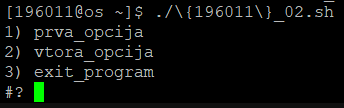 [196011@os ~]$ ./\{196011\}_02.sh
1) prva_opcija
2) vtora_opcija
3) exit_program
#?